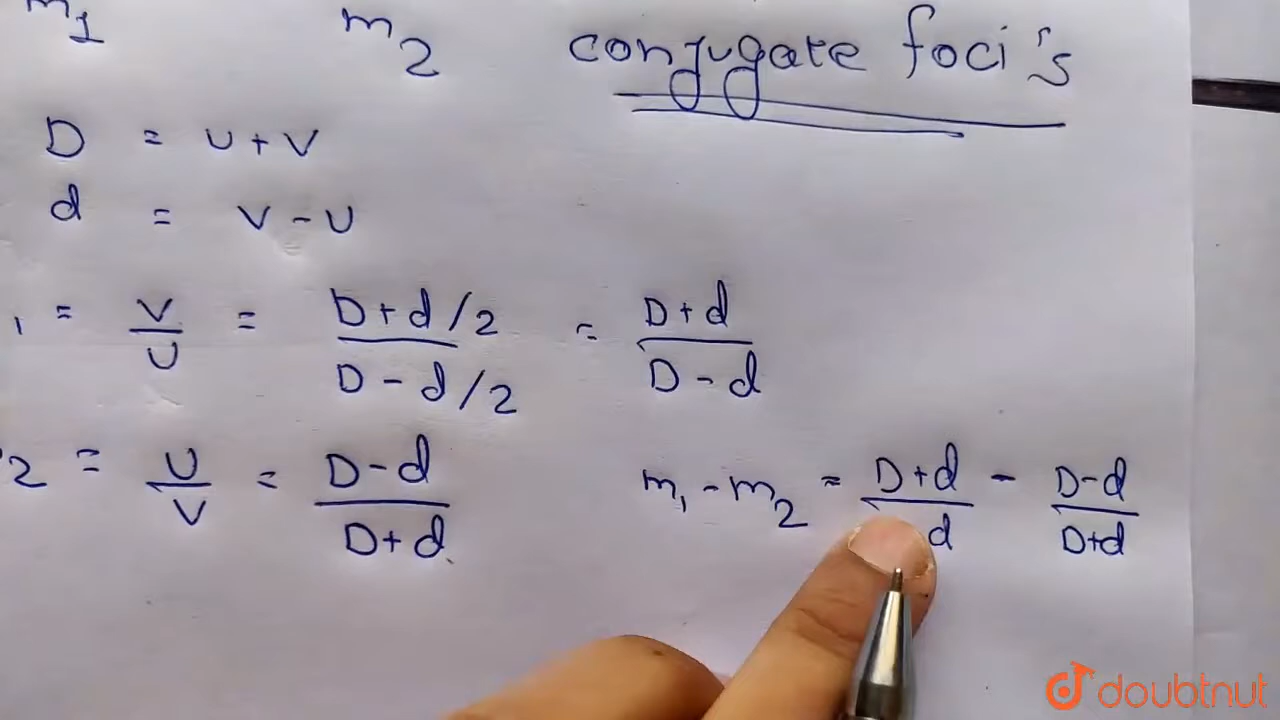 m1 m2 conjugate foci's
D = u+v
d = v-u
1 = v/u = D+d/2 / D-d/2 = D+d / D-d
2 = u/v = D-d / D+d
m1-m2 = D+d / d - D-d / D+d
doubtnut